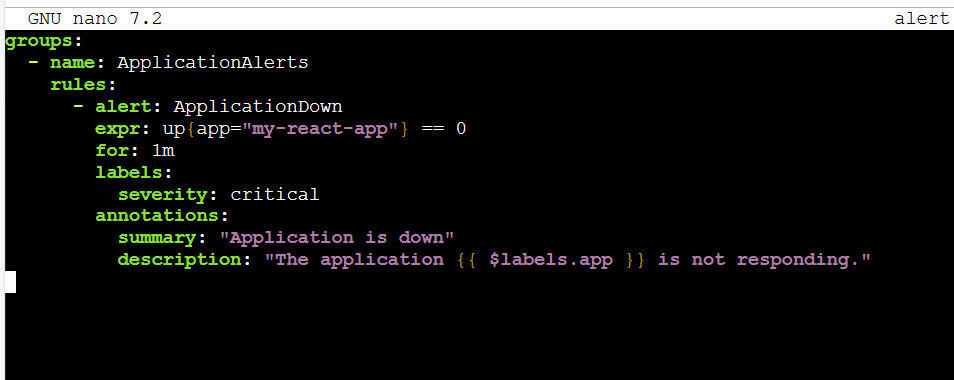 GNU nano 7.2 alert
groups:
  - name: ApplicationAlerts
    rules:
      - alert: ApplicationDown
        expr: up{app="my-react-app"} == 0
        for: 1m
        labels:
          severity: critical
        annotations:
          summary: "Application is down"
          description: "The application {{ $labels.app }} is not responding."